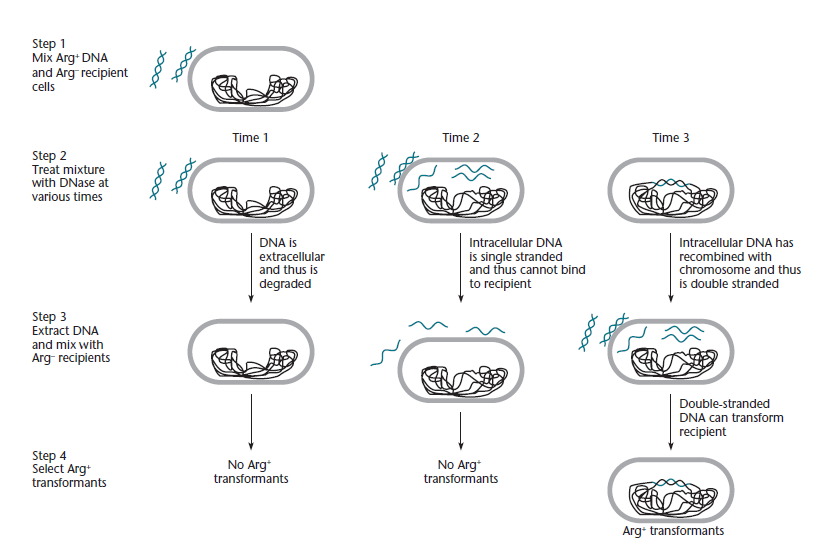 Step 1
Mix Arg⁺ DNA
and Arg⁻ recipient
cells
Time 1
Time 2
Time 3
Step 2
Treat mixture
with DNase at
various times
DNA is
extracellular
and thus is
degraded
Intracellular DNA
is single stranded
and thus cannot bind
to recipient
Intracellular DNA has
recombined with
chromosome and thus
is double stranded
Step 3
Extract DNA
and mix with
Arg⁻ recipients
Double-stranded
DNA can transform
recipient
Step 4
Select Arg⁺
transformants
No Arg⁺
transformants
No Arg⁺
transformants
Arg⁺ transformants